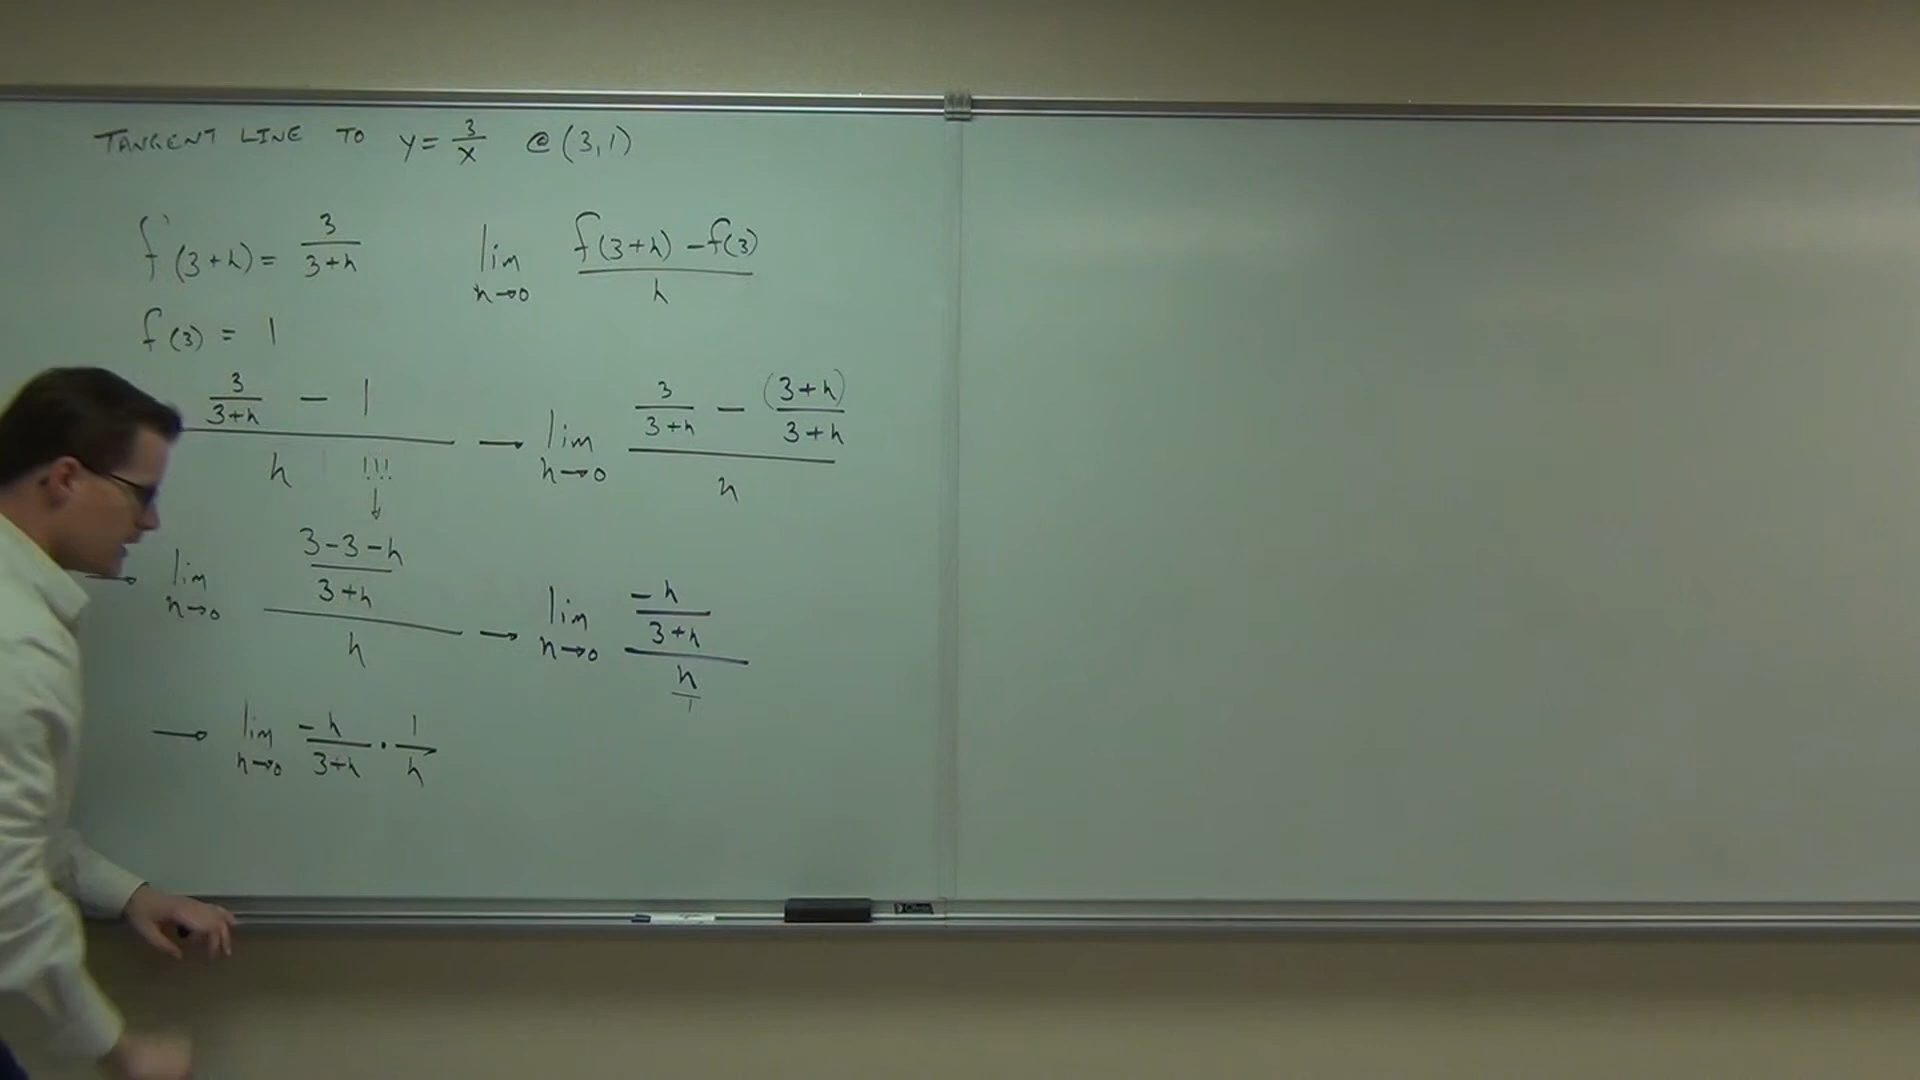 TANGENT LINE TO y = 3/x @ (3,1)
f(3+h) = 3/(3+h)
lim h→0 (f(3+h) - f(3))/h
f(3) = 1
(3/(3+h) - 1)/h → lim h→0 (3/(3+h) - (3+h)/(3+h))/h
!!!
↓
→ lim h→0 ((3-3-h)/(3+h))/h → lim h→0 (-h/(3+h))/(h/1)
→ lim h→0 -h/(3+h) · 1/h